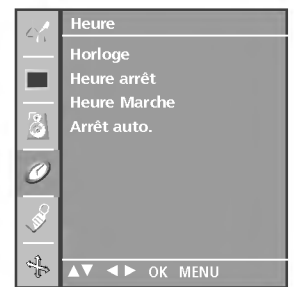 Heure
Horloge
Heure arrêt
Heure Marche
Arrêt auto.
▲▼ ◄► OK MENU